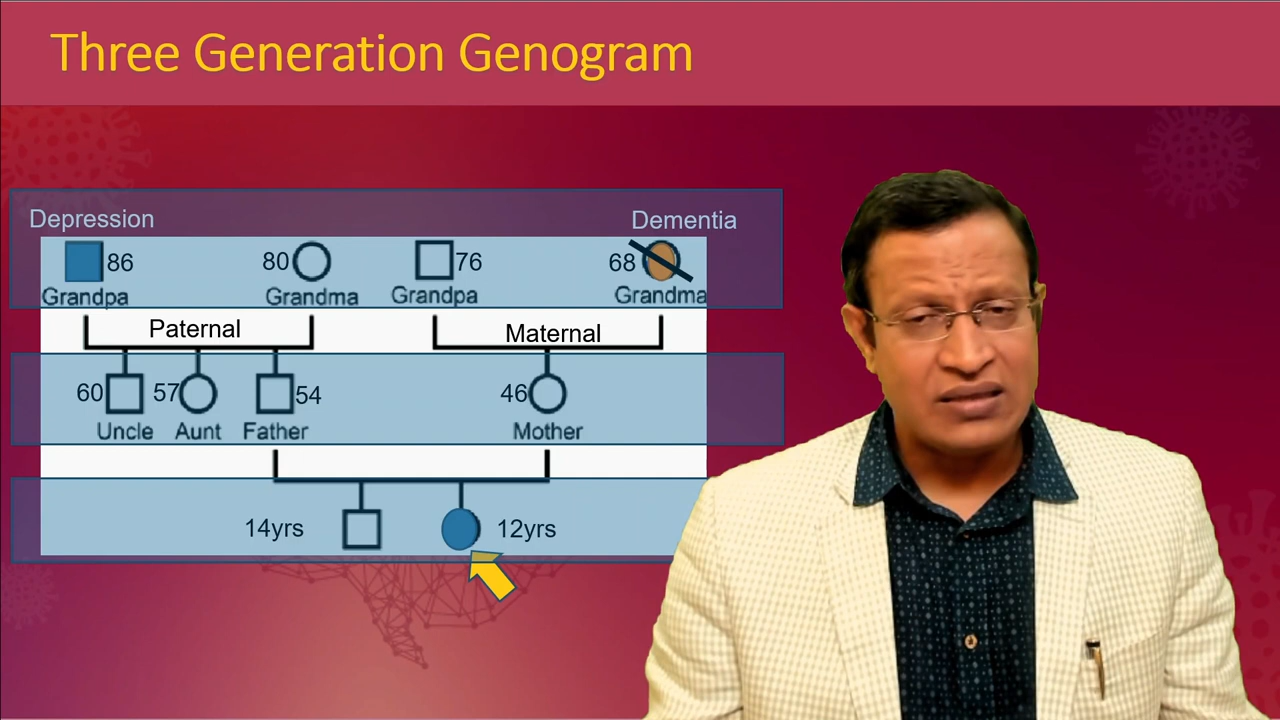 Three Generation Genogram
Depression
Dementia
86
80
76
68
Grandpa
Grandma
Grandpa
Grandma
Paternal
Maternal
60
57
54
46
Uncle
Aunt
Father
Mother
14yrs
12yrs